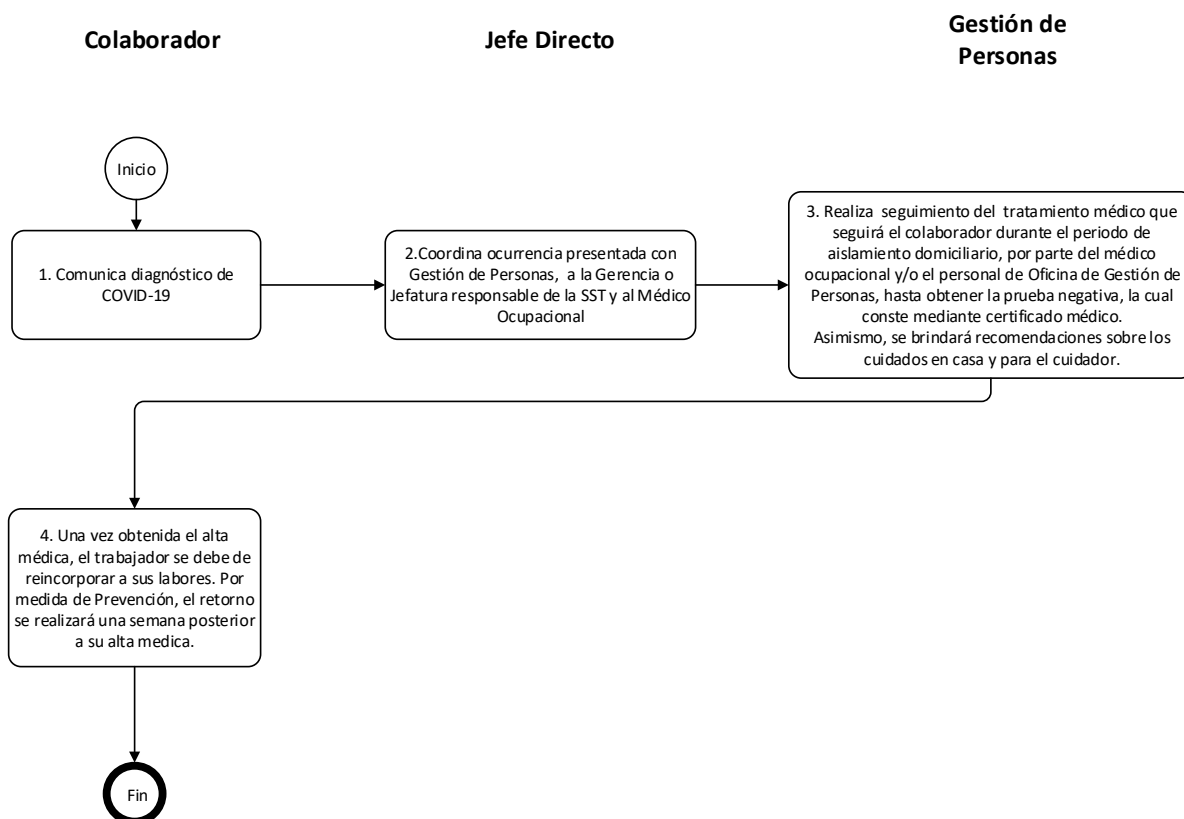 Colaborador
Jefe Directo
Gestión de
Personas
Inicio
1. Comunica diagnóstico de
COVID-19
2.Coordina ocurrencia presentada con
Gestión de Personas, a la Gerencia o
Jefatura responsable de la SST y al Médico
Ocupacional
3. Realiza seguimiento del tratamiento médico que
seguirá el colaborador durante el periodo de
aislamiento domiciliario, por parte del médico
ocupacional y/o el personal de Oficina de Gestión de
Personas, hasta obtener la prueba negativa, la cual
conste mediante certificado médico.
Asimismo, se brindará recomendaciones sobre los
cuidados en casa y para el cuidador.
4. Una vez obtenida el alta
médica, el trabajador se debe de
reincorporar a sus labores. Por
medida de Prevención, el retorno
se realizará una semana posterior
a su alta medica.
Fin